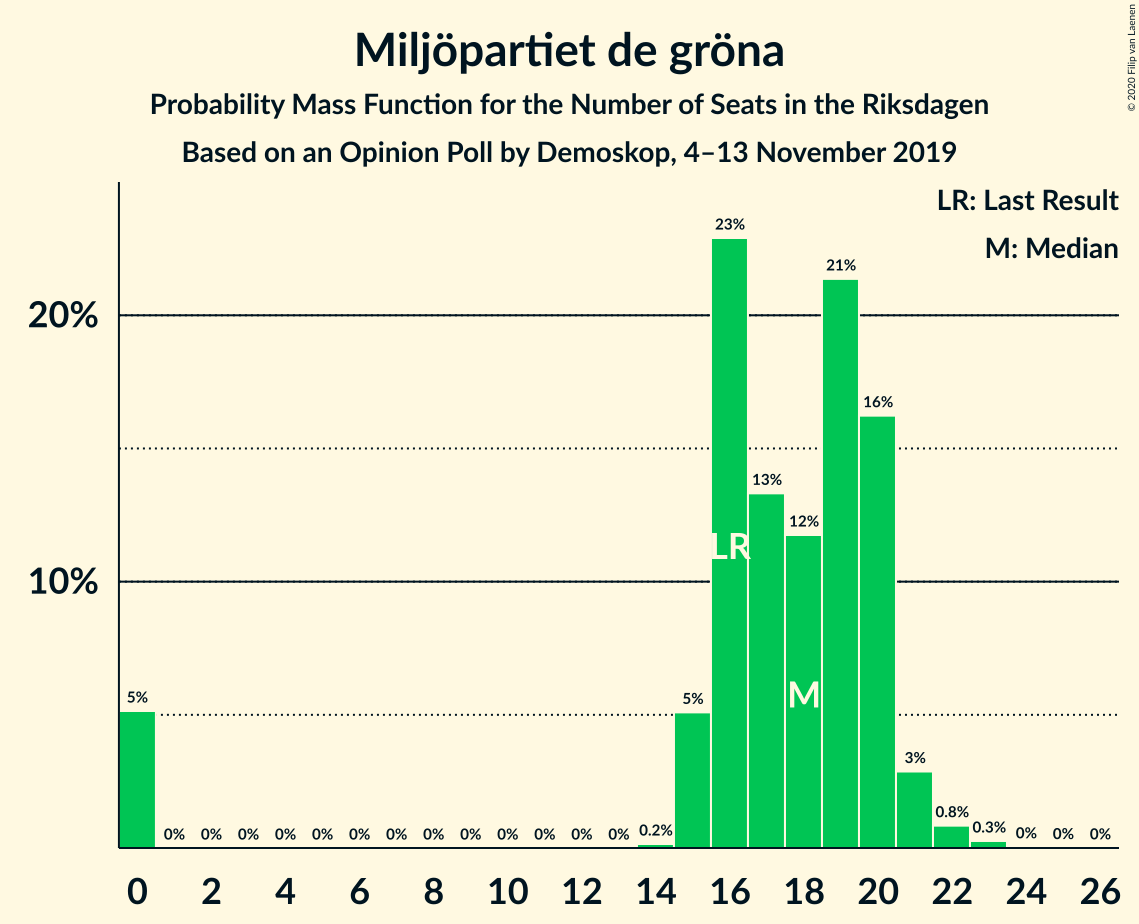 Miljöpartiet de gröna
Probability Mass Function for the Number of Seats in the Riksdagen
Based on an Opinion Poll by Demoskop, 4–13 November 2019
© 2020 Filip van Laenen
LR: Last Result
M: Median
20%
10%
5% 0% 0% 0% 0% 0% 0% 0% 0% 0% 0% 0% 0% 0% 0.2% 5% 23% 13% 12% 21% 16% 3% 0.8% 0.3% 0% 0% 0%
LR
M
0 2 4 6 8 10 12 14 16 18 20 22 24 26